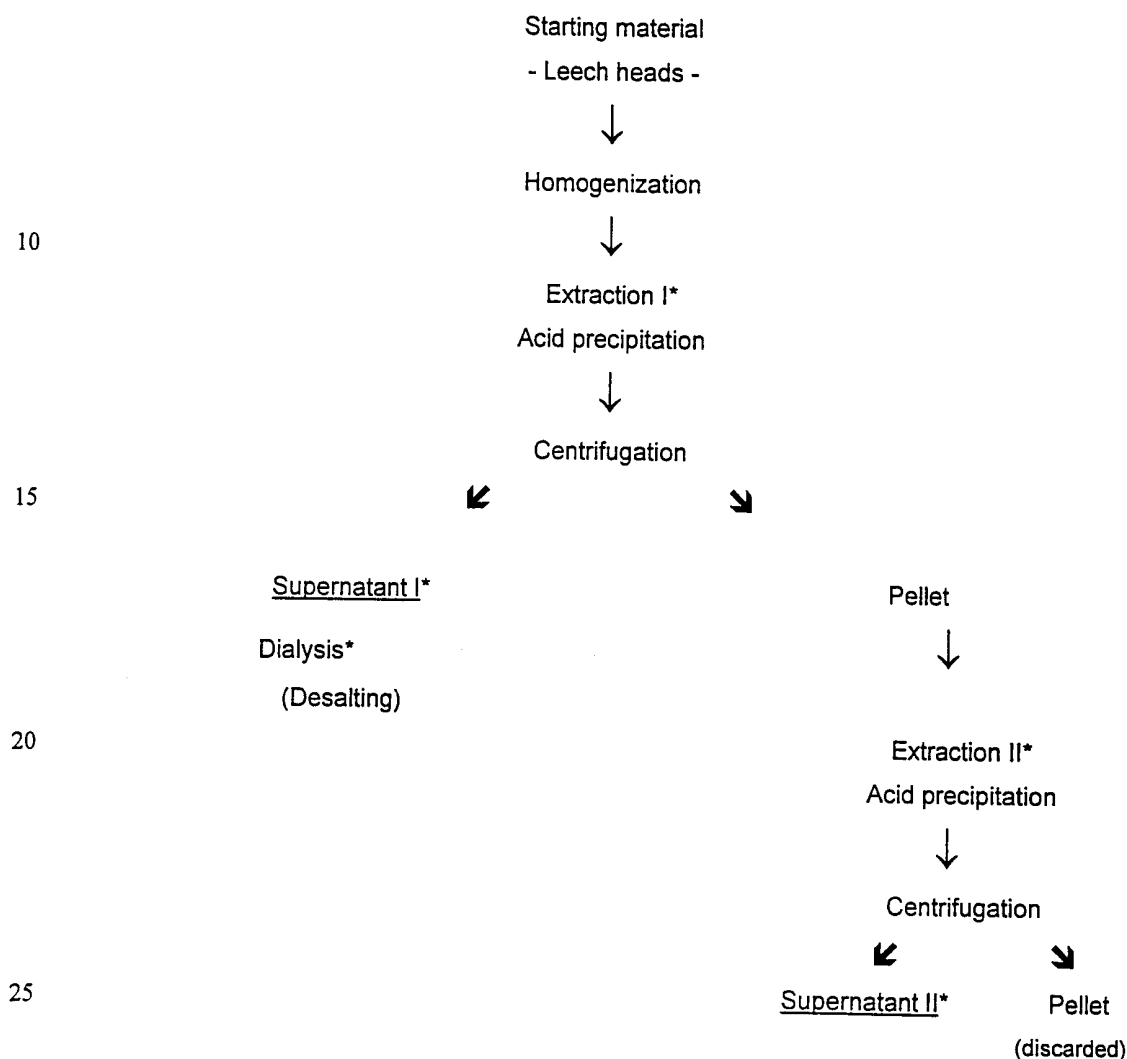 Starting material
- Leech heads -
↓
Homogenization
↓
10
Extraction I*
Acid precipitation
↓
Centrifugation
15
↙ ↘
Supernatant I*
Pellet
Dialysis*
↓
(Desalting)
20
Extraction II*
Acid precipitation
↓
Centrifugation
↙ ↘
25
Supernatant II* Pellet
(discarded)